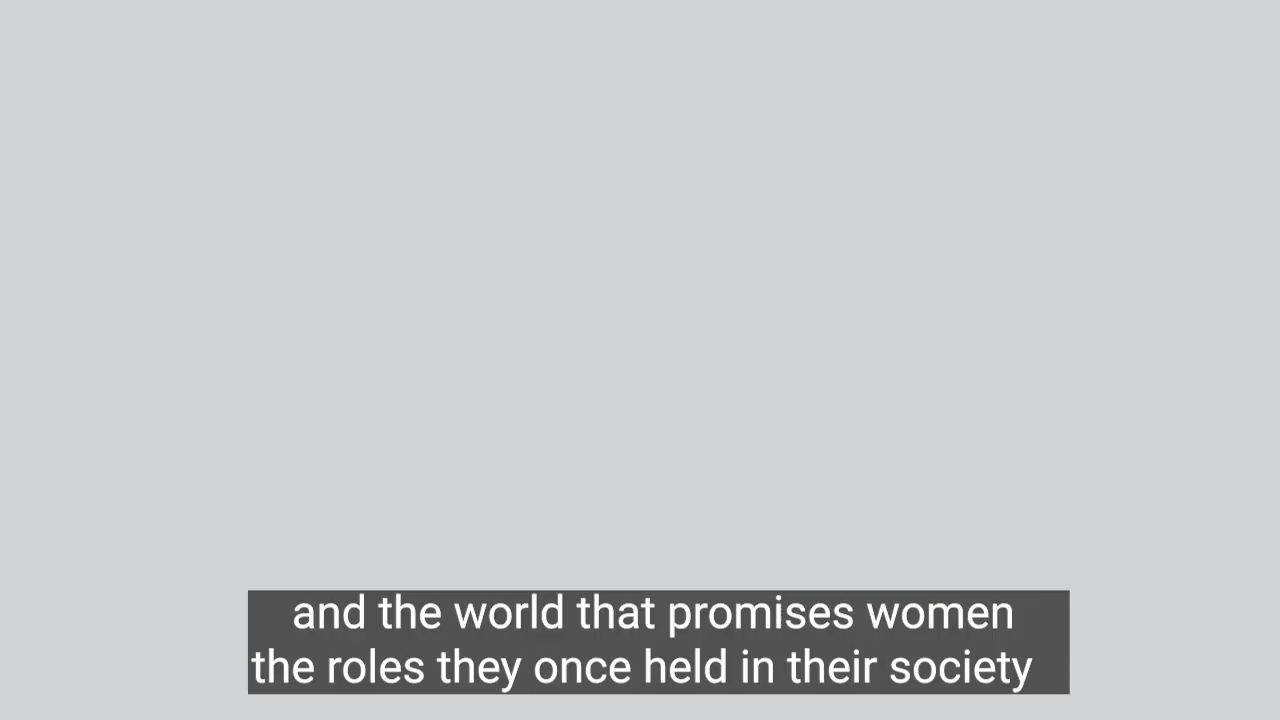 and the world that promises women
the roles they once held in their society